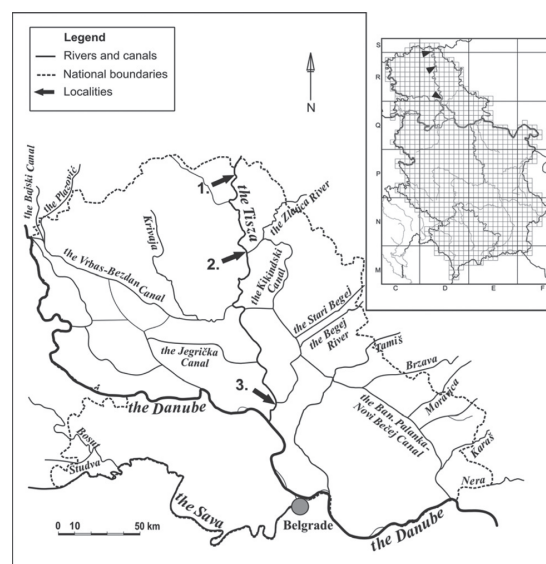 Legend
Rivers and canals
National boundaries
Localities
N
S
R
Q
P
N
M
C
D
E
F
the Bajski Canal
the Plazović
1.
the Tisza
the Zlatica River
Krivaja
2.
the Kikindski
Canal
the Vrbas-Bezdan Canal
the Stari Begej
the Begej
River
Tamiš
the Jegrička
Canal
Brzava
Moravica
3.
the Danube
the Ban. Palanka-
Novi Bečej Canal
Karaš
Bosut
Studva
Nera
the Sava
Belgrade
the Danube
0 10 50 km